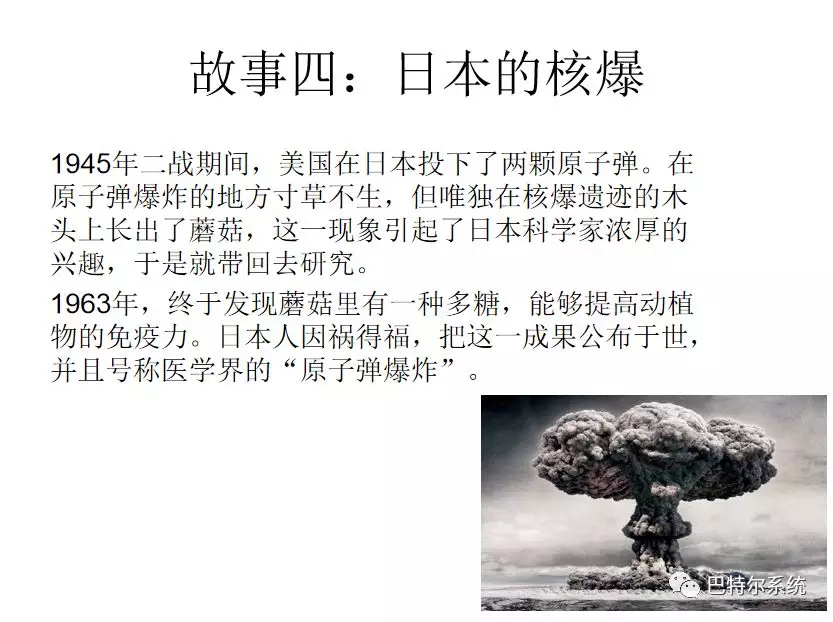 故事四：日本的核爆
1945年二战期间，美国在日本投下了两颗原子弹。在
原子弹爆炸的地方寸草不生，但唯独在核爆遗迹的木
头上长出了蘑菇，这一现象引起了日本科学家浓厚的
兴趣，于是就带回去研究。
1963年，终于发现蘑菇里有一种多糖，能够提高动植
物的免疫力。日本人因祸得福，把这一成果公布于世，
并且号称医学界的“原子弹爆炸”。
巴特尔系统